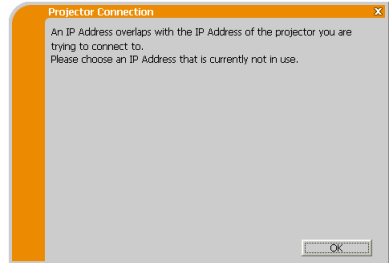 Projector Connection
X
An IP Address overlaps with the IP Address of the projector you are
trying to connect to.
Please choose an IP Address that is currently not in use.
OK